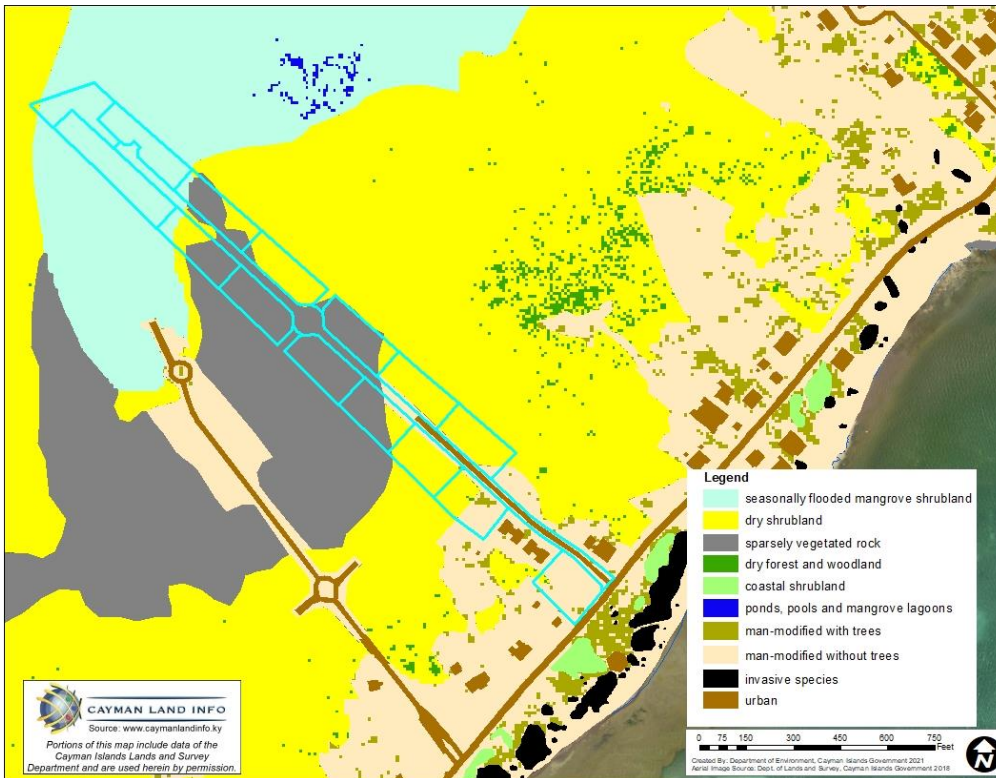 Legend
seasonally flooded mangrove shrubland
dry shrubland
sparsely vegetated rock
dry forest and woodland
coastal shrubland
ponds, pools and mangrove lagoons
man-modified with trees
man-modified without trees
invasive species
urban
0 75 150 300 450 600 750
Feet
Created By: Department of Environment, Cayman Islands Government 2021
Aerial Image Source: Dept. of Lands and Survey, Cayman Islands Government 2018
N
CAYMAN LAND INFO
Source: www.caymanlandinfo.ky
Portions of this map include data of the
Cayman Islands Lands and Survey
Department and are used herein by permission.